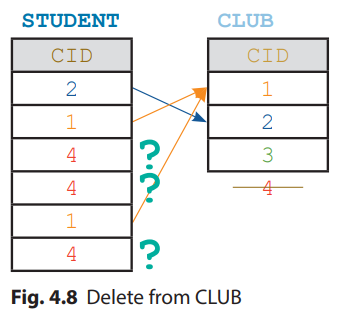 STUDENT CLUB
CID CID
2 1
1 2
4 ? 3
4 ? 4
1
4 ?
Fig. 4.8 Delete from CLUB